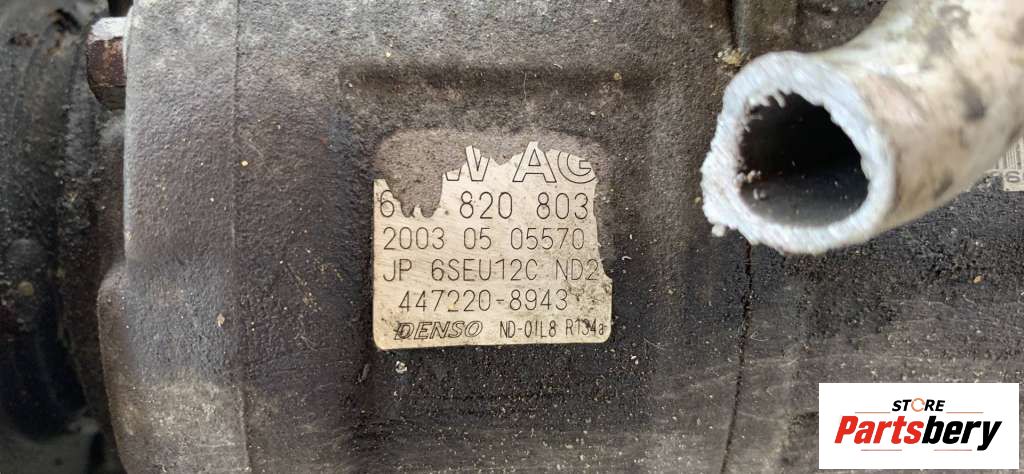 W AG
820 803
2003 05 05570
JP 6SEU12C ND2
447220-8943
DENSO ND-OIL8 R134a
STORE
Partsbery